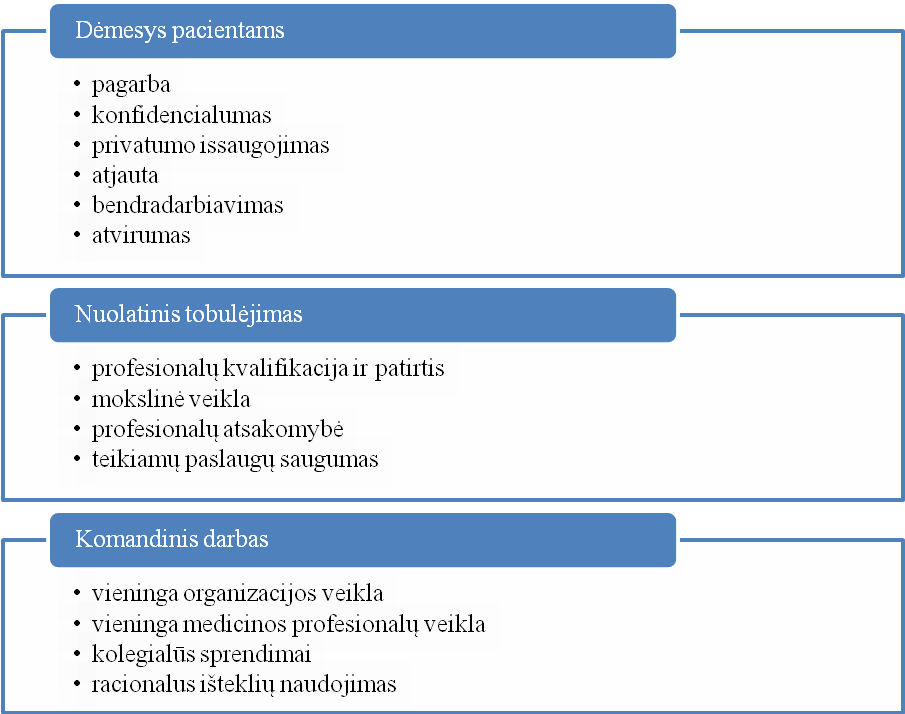 Dėmesys pacientams
• pagarba
• konfidencialumas
• privatumo issaugojimas
• atjauta
• bendradarbiavimas
• atvirumas
Nuolatinis tobulėjimas
• profesionalų kvalifikacija ir patirtis
• mokslinė veikla
• profesionalų atsakomybė
• teikiamų paslaugų saugumas
Komandinis darbas
• vieninga organizacijos veikla
• vieninga medicinos profesionalų veikla
• kolegialūs sprendimai
• racionalus išteklių naudojimas